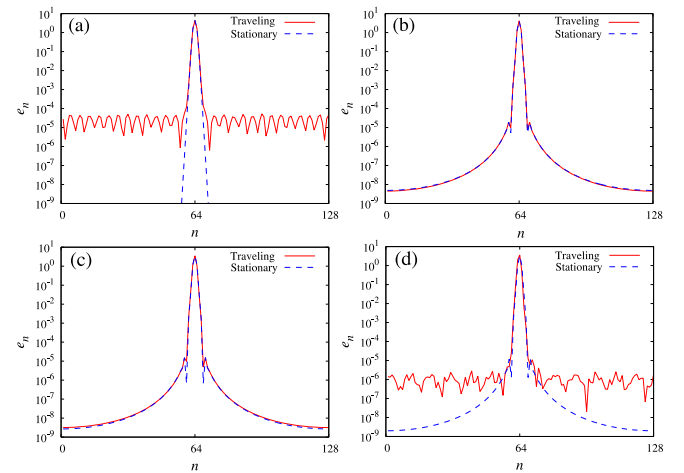 (a)
Traveling
Stationary
e_n
10^1
10^0
10^-1
10^-2
10^-3
10^-4
10^-5
10^-6
10^-7
10^-8
10^-9
0 64 128
n
(b)
Traveling
Stationary
e_n
10^1
10^0
10^-1
10^-2
10^-3
10^-4
10^-5
10^-6
10^-7
10^-8
10^-9
0 64 128
n
(c)
Traveling
Stationary
e_n
10^1
10^0
10^-1
10^-2
10^-3
10^-4
10^-5
10^-6
10^-7
10^-8
10^-9
0 64 128
n
(d)
Traveling
Stationary
e_n
10^1
10^0
10^-1
10^-2
10^-3
10^-4
10^-5
10^-6
10^-7
10^-8
10^-9
0 64 128
n